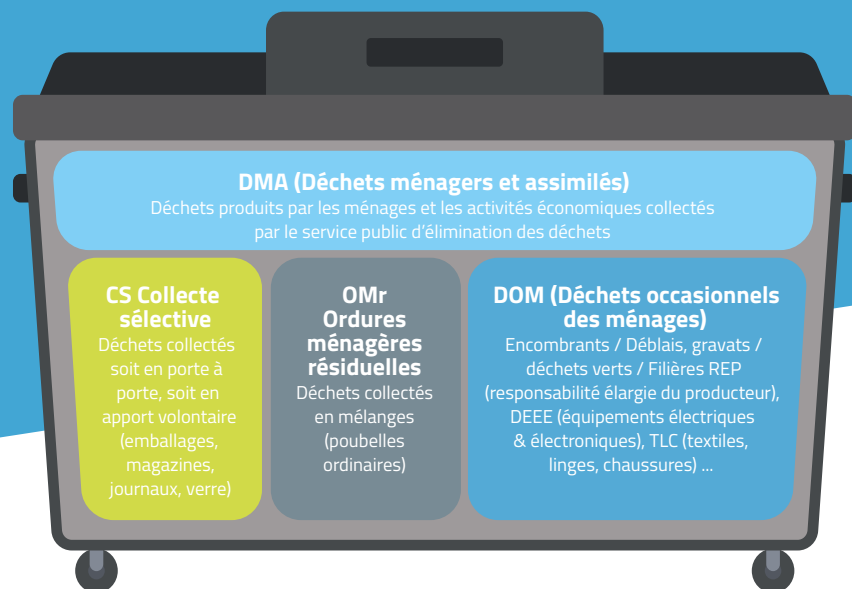 DMA (Déchets ménagers et assimilés)
Déchets produits par les ménages et les activités économiques collectés
par le service public d'élimination des déchets
CS Collecte
sélective
Déchets collectés
soit en porte à
porte, soit en
apport volontaire
(emballages,
magazines,
journaux, verre)
OMr
Ordures
ménagères
résiduelles
Déchets collectés
en mélanges
(poubelles
ordinaires)
DOM (Déchets occasionnels
des ménages)
Encombrants / Déblais, gravats /
déchets verts / Filières REP
(responsabilité élargie du producteur),
DEEE (équipements électriques
& électroniques), TLC (textiles,
linges, chaussures) ...